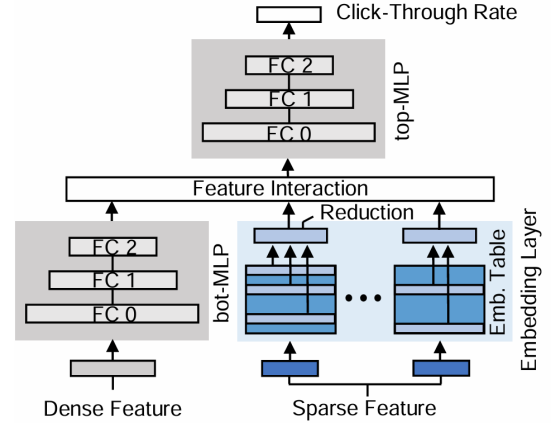 Click-Through Rate
FC 2
FC 1
FC 0
top-MLP
Feature Interaction
Reduction
FC 2
FC 1
FC 0
bot-MLP
Emb. Table
Embedding Layer
Dense Feature
Sparse Feature